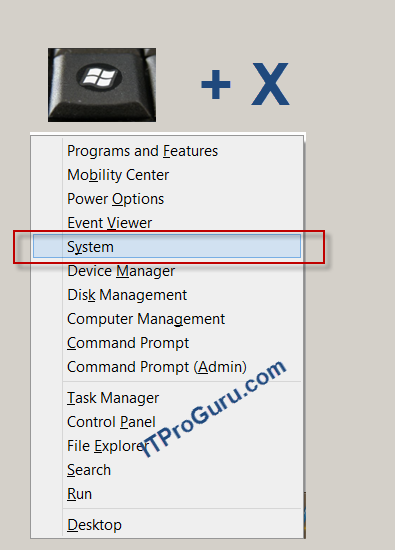 + X
Programs and Features
Mobility Center
Power Options
Event Viewer
System
Device Manager
Disk Management
Computer Management
Command Prompt
Command Prompt (Admin)
Task Manager
Control Panel
File Explorer
Search
Run
Desktop
ITProGuru.com